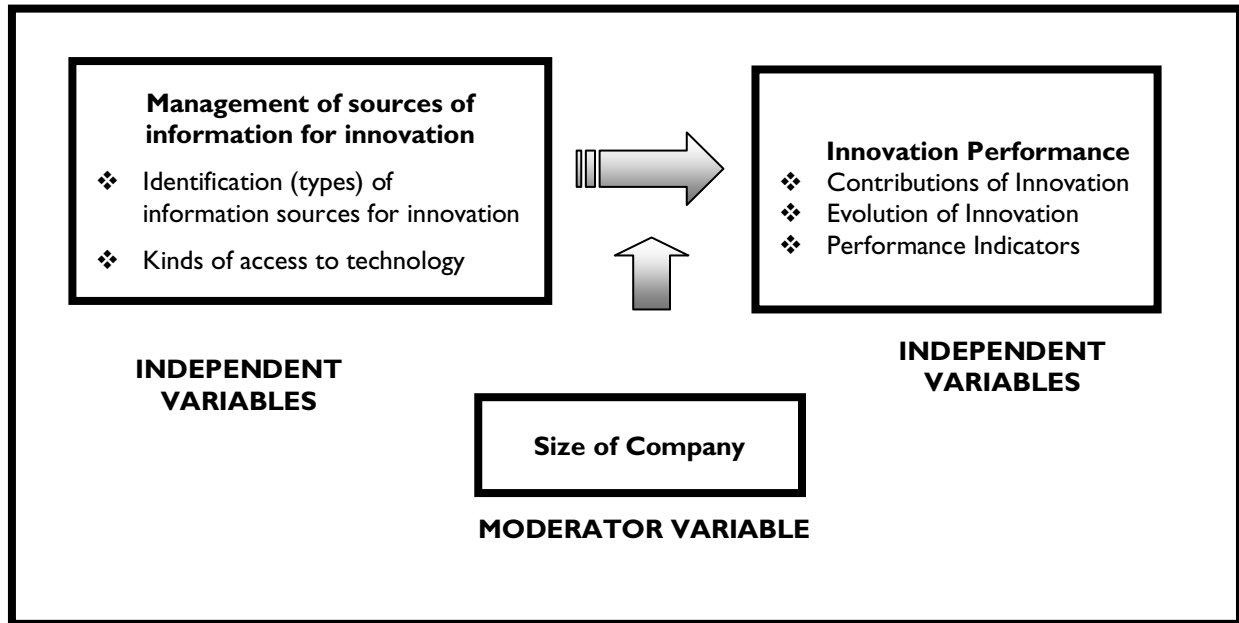 Management of sources of
information for innovation
❖ Identification (types) of
information sources for innovation
❖ Kinds of access to technology
INDEPENDENT
VARIABLES
Innovation Performance
❖ Contributions of Innovation
❖ Evolution of Innovation
❖ Performance Indicators
INDEPENDENT
VARIABLES
Size of Company
MODERATOR VARIABLE